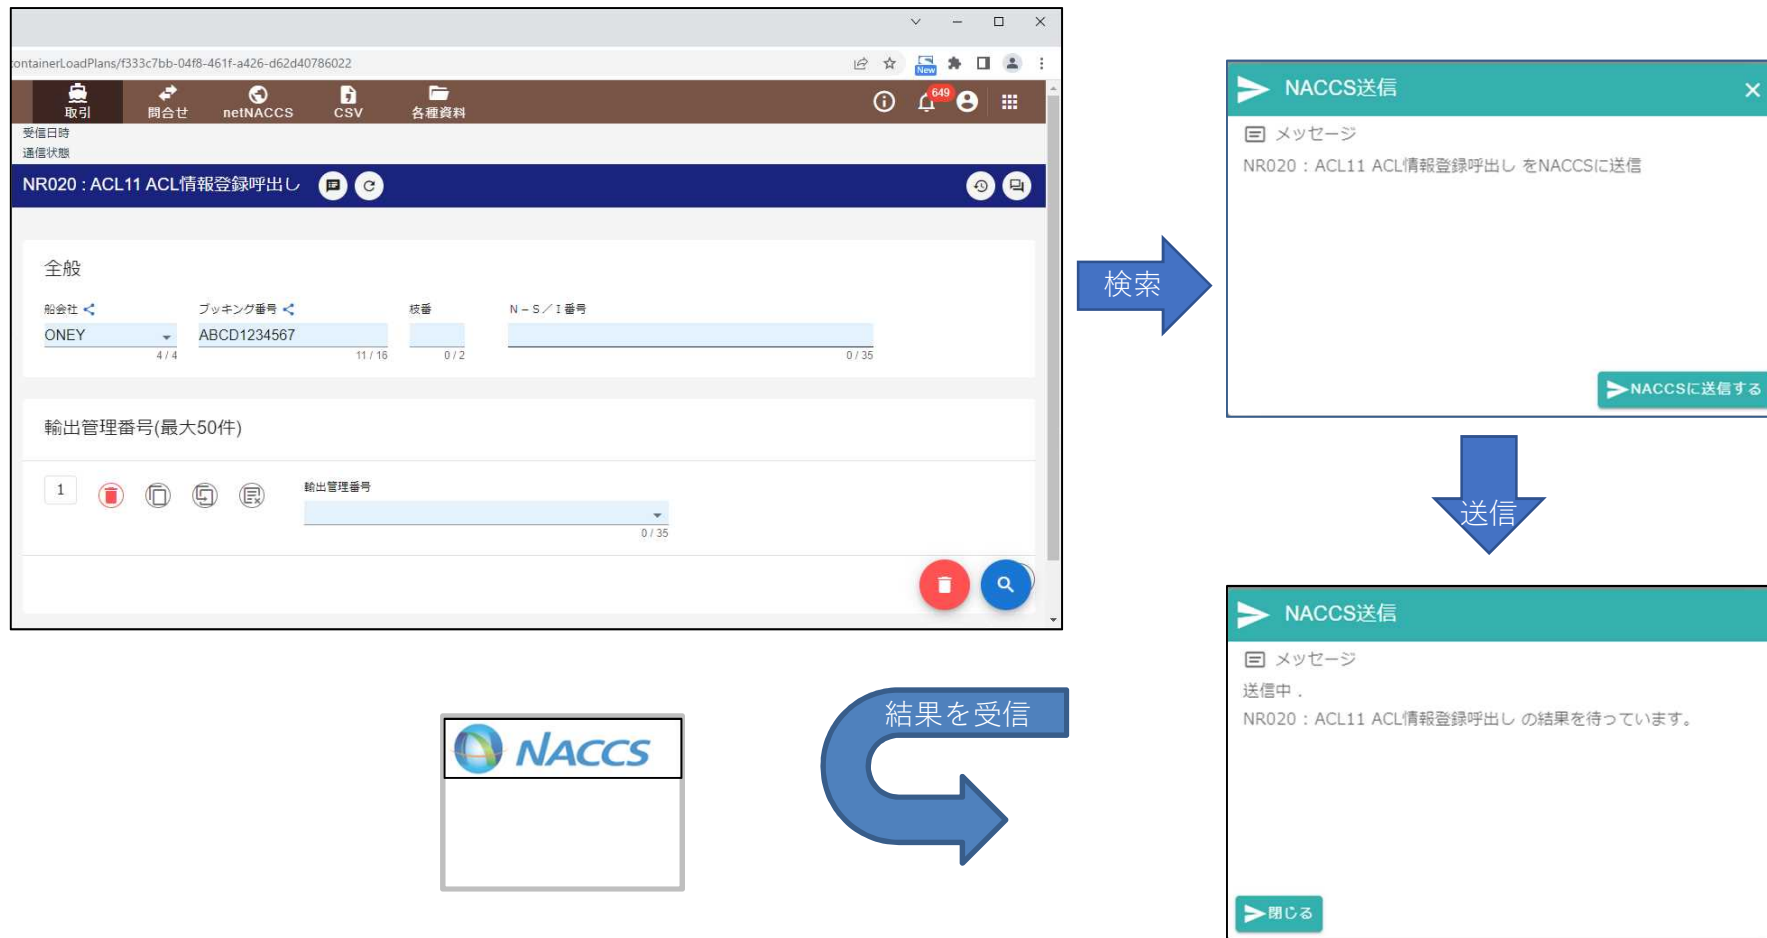 ontainerLoadPlans/f333c7bb-04f8-461f-a426-d62d40786022
New
取引
問合せ
netNACCS
CSV
各種資料
649
受信日時
通信状態
NR020 : ACL11 ACL情報登録呼出し
全般
船会社
ブッキング番号
枝番
N－S／I番号
ONEY
ABCD1234567
4 / 4
11 / 16
0 / 2
0 / 35
輸出管理番号(最大50件)
1
輸出管理番号
0 / 35
検索
NACCS送信
メッセージ
NR020 : ACL11 ACL情報登録呼出し をNACCSに送信
NACCSに送信する
送信
NACCS送信
メッセージ
送信中 .
NR020 : ACL11 ACL情報登録呼出し の結果を待っています。
閉じる
結果を受信
NACCS